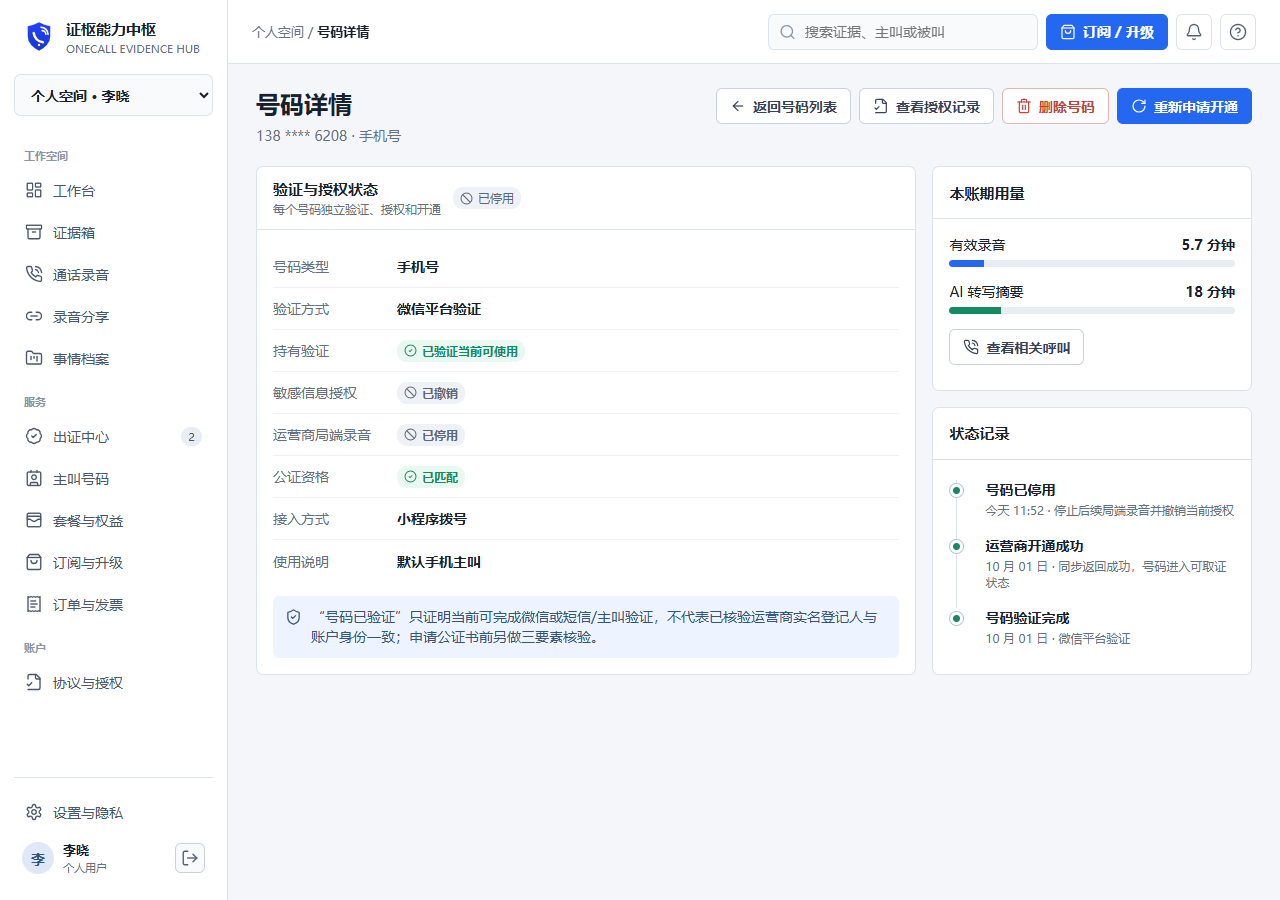 证枢能力中枢
ONECALL EVIDENCE HUB
个人空间 • 李晓
工作空间
工作台
证据箱
通话录音
录音分享
事情档案
服务
出证中心 2
主叫号码
套餐与权益
订阅与升级
订单与发票
账户
协议与授权
设置与隐私
李 李晓
个人用户
个人空间 / 号码详情
搜索证据、主叫或被叫
订阅 / 升级
号码详情
138 **** 6208 · 手机号
返回号码列表
查看授权记录
删除号码
重新申请开通
验证与授权状态
每个号码独立验证、授权和开通
已停用
号码类型 手机号
验证方式 微信平台验证
持有验证 已验证当前可使用
敏感信息授权 已撤销
运营商局端录音 已停用
公证资格 已匹配
接入方式 小程序拨号
使用说明 默认手机主叫
“号码已验证”只证明当前可完成微信或短信/主叫验证，不代表已核验运营商实名登记人与
账户身份一致；申请公证书前另做三要素核验。
本账期用量
有效录音 5.7 分钟
AI 转写摘要 18 分钟
查看相关呼叫
状态记录
号码已停用
今天 11:52 · 停止后续局端录音并撤销当前授权
运营商开通成功
10 月 01 日 · 同步返回成功，号码进入可取证
状态
号码验证完成
10 月 01 日 · 微信平台验证